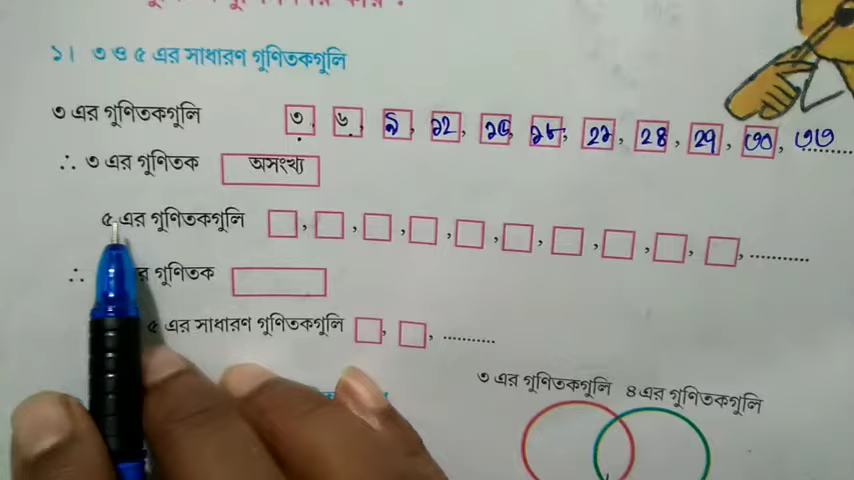 ১। ৩ ও ৫ এর সাধারণ গুণিতকগুলি
৩ এর গুণিতকগুলি ৩, ৬, ৯, ১২, ১৫, ১৮, ২১, ২৪, ২৭, ৩০, ৩৩ ........
∴ ৩ এর গুণিতক অসংখ্য
৫ এর গুণিতকগুলি , , , , , , , , , ...........
∴ র গুণিতক
৫ এর সাধারণ গুণিতকগুলি , , ...........
৩ এর গুণিতকগুলি ৪ এর গুণিতকগুলি